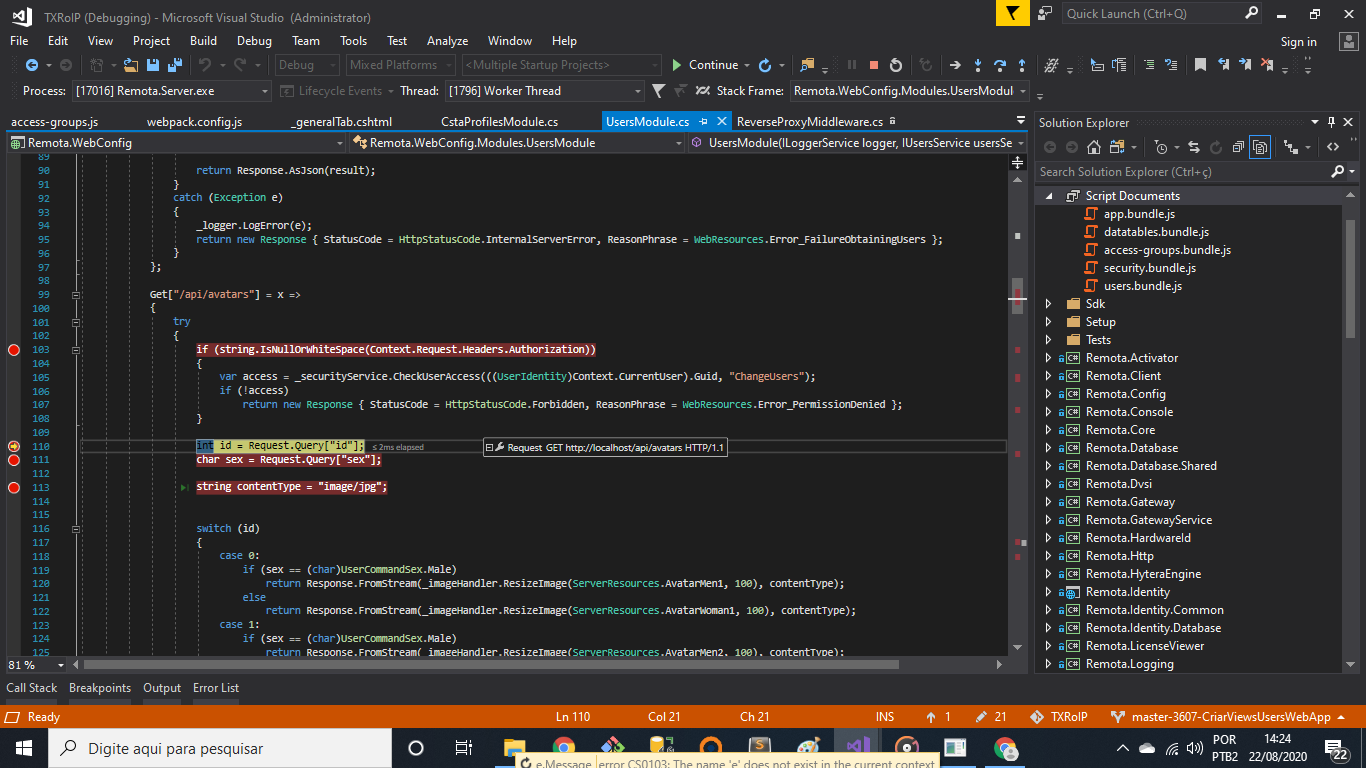 TXRoIP (Debugging) - Microsoft Visual Studio (Administrator)
Quick Launch (Ctrl+Q)
File Edit View Project Build Debug Team Tools Test Analyze Window Help
Sign in
Debug Mixed Platforms <Multiple Startup Projects> Continue
Process: [17016] Remota.Server.exe Lifecycle Events Thread: [1796] Worker Thread Stack Frame: Remota.WebConfig.Modules.UsersModul
access-groups.js webpack.config.js _generalTab.cshtml CstaProfilesModule.cs UsersModule.cs ReverseProxyMiddleware.cs
Remota.WebConfig Remota.WebConfig.Modules.UsersModule UsersModule(ILoggerService logger, IUsersService usersSe
89
90 return Response.AsJson(result);
91 }
92 catch (Exception e)
93 {
94 _logger.LogError(e);
95 return new Response { StatusCode = HttpStatusCode.InternalServerError, ReasonPhrase = WebResources.Error_FailureObtainingUsers };
96 }
97 };
98
99 Get["/api/avatars"] = x =>
100 {
101 try
102 {
103 if (string.IsNullOrWhiteSpace(Context.Request.Headers.Authorization))
104 {
105 var access = _securityService.CheckUserAccess(((UserIdentity)Context.CurrentUser).Guid, "ChangeUsers");
106 if (!access)
107 return new Response { StatusCode = HttpStatusCode.Forbidden, ReasonPhrase = WebResources.Error_PermissionDenied };
108 }
109
110 int id = Request.Query["id"]; ≤ 2ms elapsed Request GET http://localhost/api/avatars HTTP/1.1
111 char sex = Request.Query["sex"];
112
113 string contentType = "image/jpg";
114
115
116 switch (id)
117 {
118 case 0:
119 if (sex == (char)UserCommandSex.Male)
120 return Response.FromStream(_imageHandler.ResizeImage(ServerResources.AvatarMen1, 100), contentType);
121 else
122 return Response.FromStream(_imageHandler.ResizeImage(ServerResources.AvatarWoman1, 100), contentType);
123 case 1:
124 if (sex == (char)UserCommandSex.Male)
125 return Response.FromStream(_imageHandler.ResizeImage(ServerResources.AvatarMen2, 100), contentType);
81 %
Solution Explorer
Search Solution Explorer (Ctrl+ç)
Script Documents
app.bundle.js
datatables.bundle.js
access-groups.bundle.js
security.bundle.js
users.bundle.js
Sdk
Setup
Tests
Remota.Activator
Remota.Client
Remota.Config
Remota.Console
Remota.Core
Remota.Database
Remota.Database.Shared
Remota.Dvsi
Remota.Gateway
Remota.GatewayService
Remota.HardwareId
Remota.Http
Remota.HyteraEngine
Remota.Identity
Remota.Identity.Common
Remota.Identity.Database
Remota.LicenseViewer
Remota.Logging
Call Stack Breakpoints Output Error List
Ready Ln 110 Col 21 Ch 21 INS 1 21 TXRoIP master-3607-CriarViewsUsersWebApp
Digite aqui para pesquisar
e.Message error CS0103: The name 'e' does not exist in the current context
POR
PTB2
14:24
22/08/2020
22